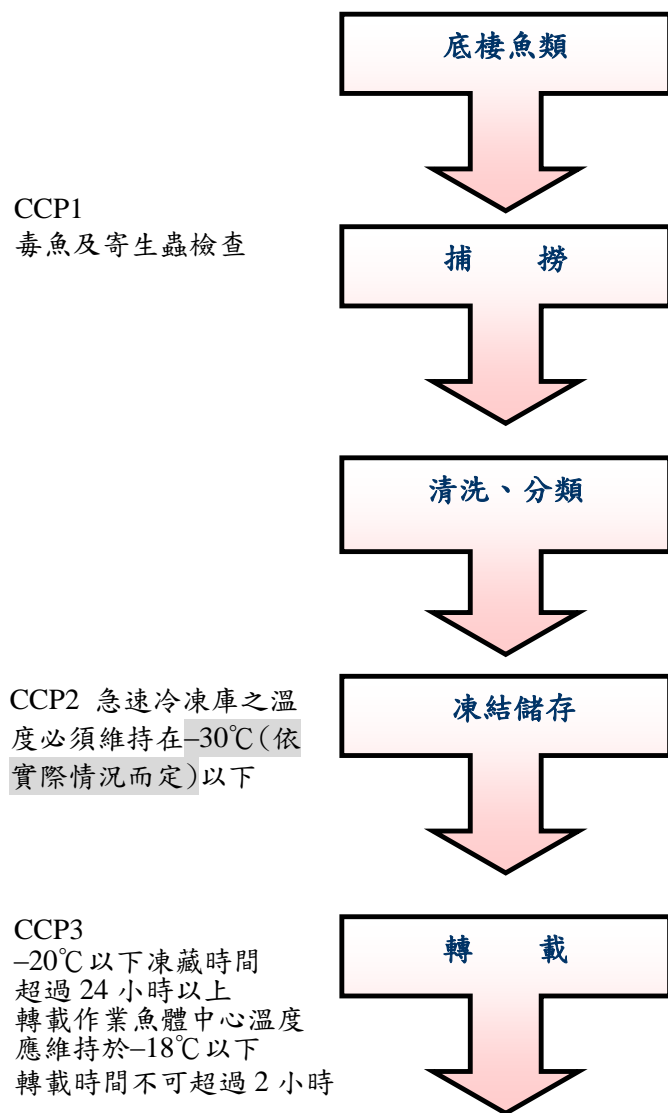 底棲魚類
CCP1
毒魚及寄生蟲檢查
捕 撈
清洗、分類
CCP2 急速冷凍庫之溫
度必須維持在–30℃(依
實際情況而定)以下
凍結儲存
CCP3
–20℃以下凍藏時間
超過 24 小時以上
轉載作業魚體中心溫度
應維持於–18℃以下
轉載時間不可超過 2 小時
轉 載